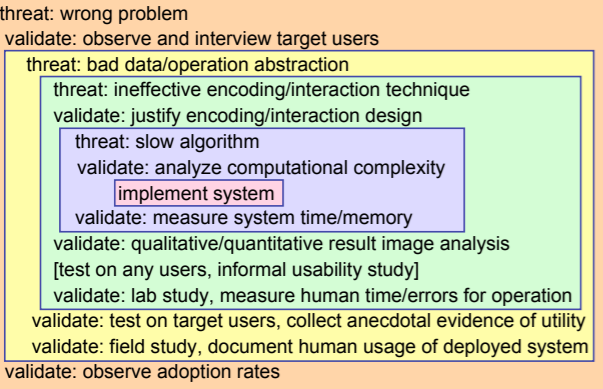 threat: wrong problem
validate: observe and interview target users
threat: bad data/operation abstraction
threat: ineffective encoding/interaction technique
validate: justify encoding/interaction design
threat: slow algorithm
validate: analyze computational complexity
implement system
validate: measure system time/memory
validate: qualitative/quantitative result image analysis
[test on any users, informal usability study]
validate: lab study, measure human time/errors for operation
validate: test on target users, collect anecdotal evidence of utility
validate: field study, document human usage of deployed system
validate: observe adoption rates